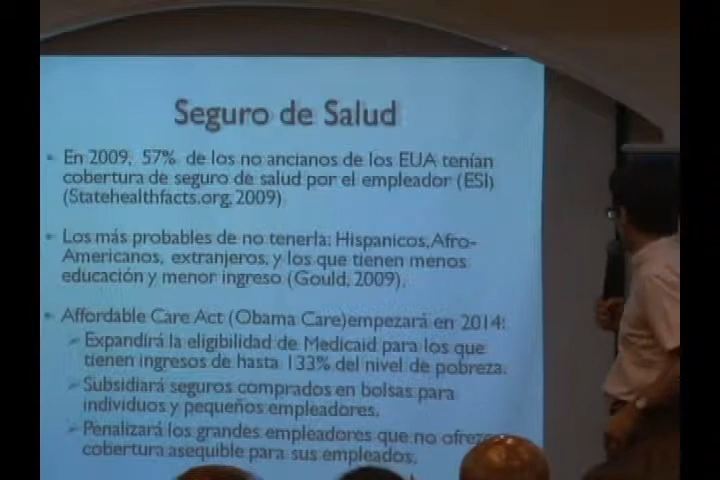 Seguro de Salud
En 2009, 57% de los no ancianos de los EUA tenían
cobertura de seguro de salud por el empleador (ESI)
(Statehealthfacts.org, 2009)
Los más probables de no tenerla: Hispanicos, Afro-
Americanos, extranjeros, y los que tienen menos
educación y menor ingreso (Gould, 2009).
Affordable Care Act (Obama Care)empezará en 2014:
Expandirá la eligibilidad de Medicaid para los que
tienen ingresos de hasta 133% del nivel de pobreza.
Subsidiará seguros comprados en bolsas para
individuos y pequeños empleadores.
Penalizará los grandes empleadores que no
cobertura asequible para sus empleados.